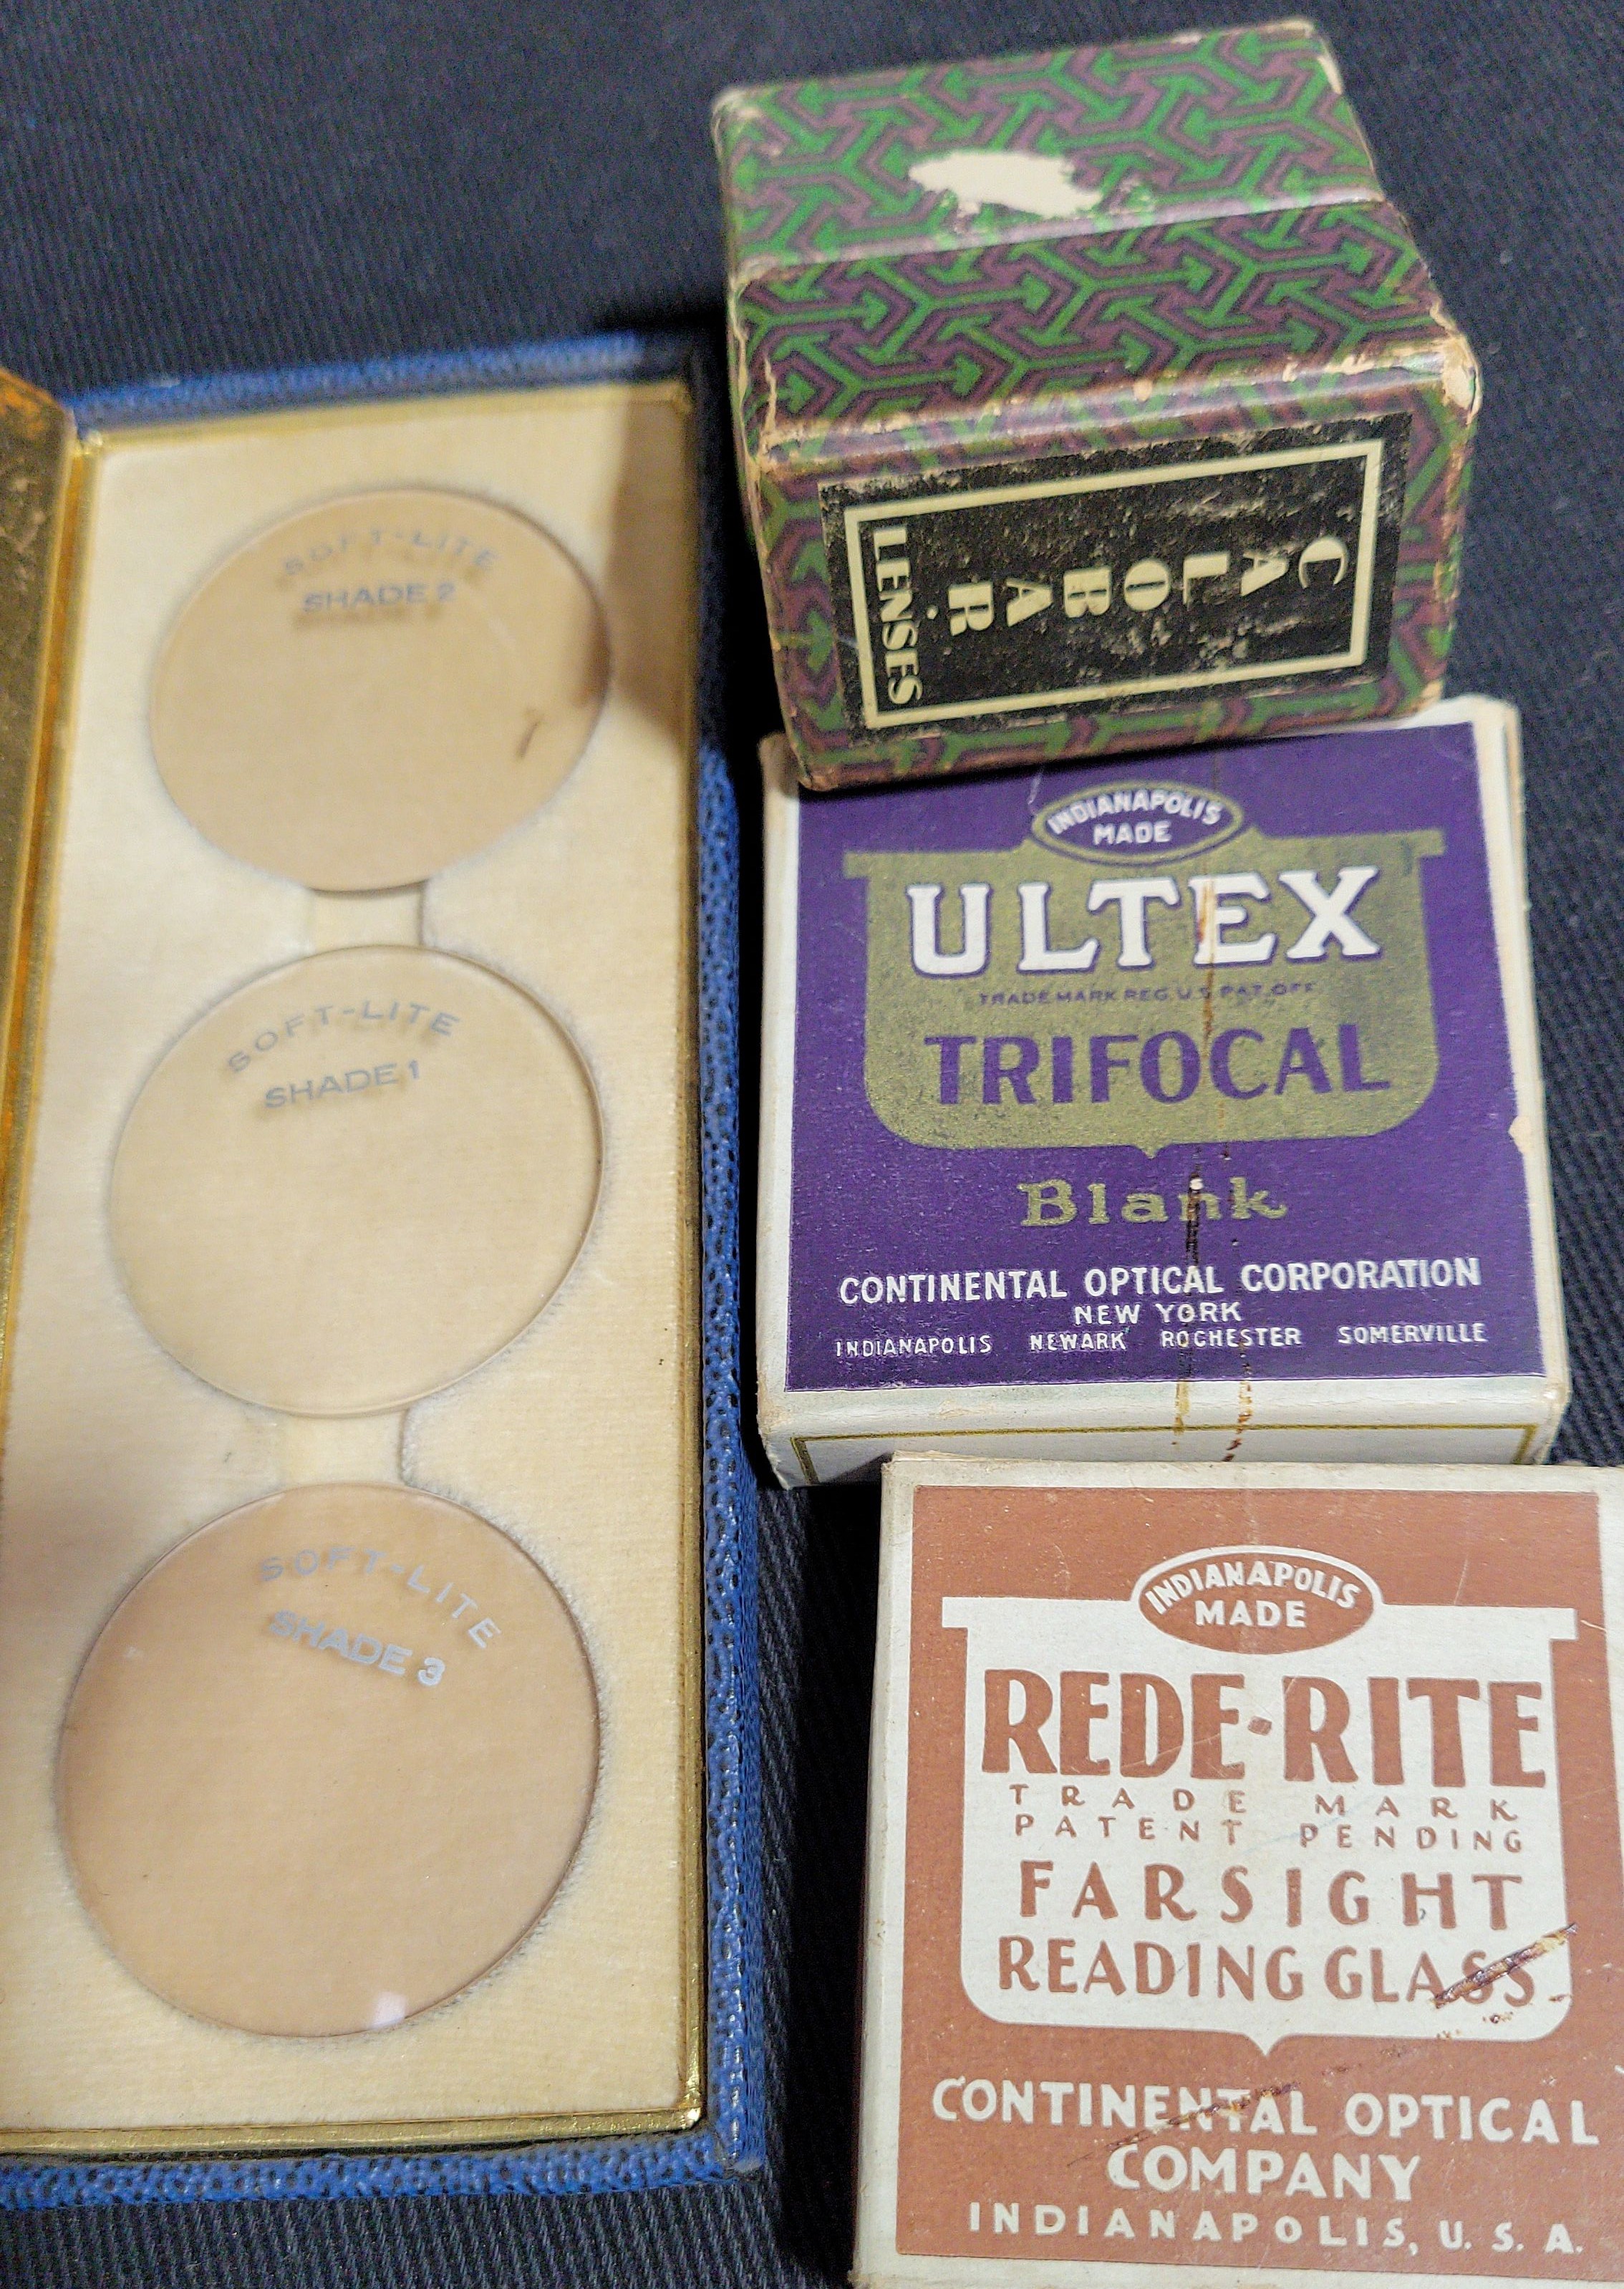 SOFT-LITE
SHADE 2
SOFT-LITE
SHADE 1
SOFT-LITE
SHADE 3
CALOBAR
LENSES
INDIANAPOLIS
MADE
ULTEX
TRADE MARK REG. U.S. PAT. OFF.
TRIFOCAL
Blank
CONTINENTAL OPTICAL CORPORATION
NEW YORK
INDIANAPOLIS NEWARK ROCHESTER SOMERVILLE
INDIANAPOLIS
MADE
REDE-RITE
TRADE MARK
PATENT PENDING
FARSIGHT
READING GLASS
CONTINENTAL OPTICAL
COMPANY
INDIANAPOLIS, U. S. A.